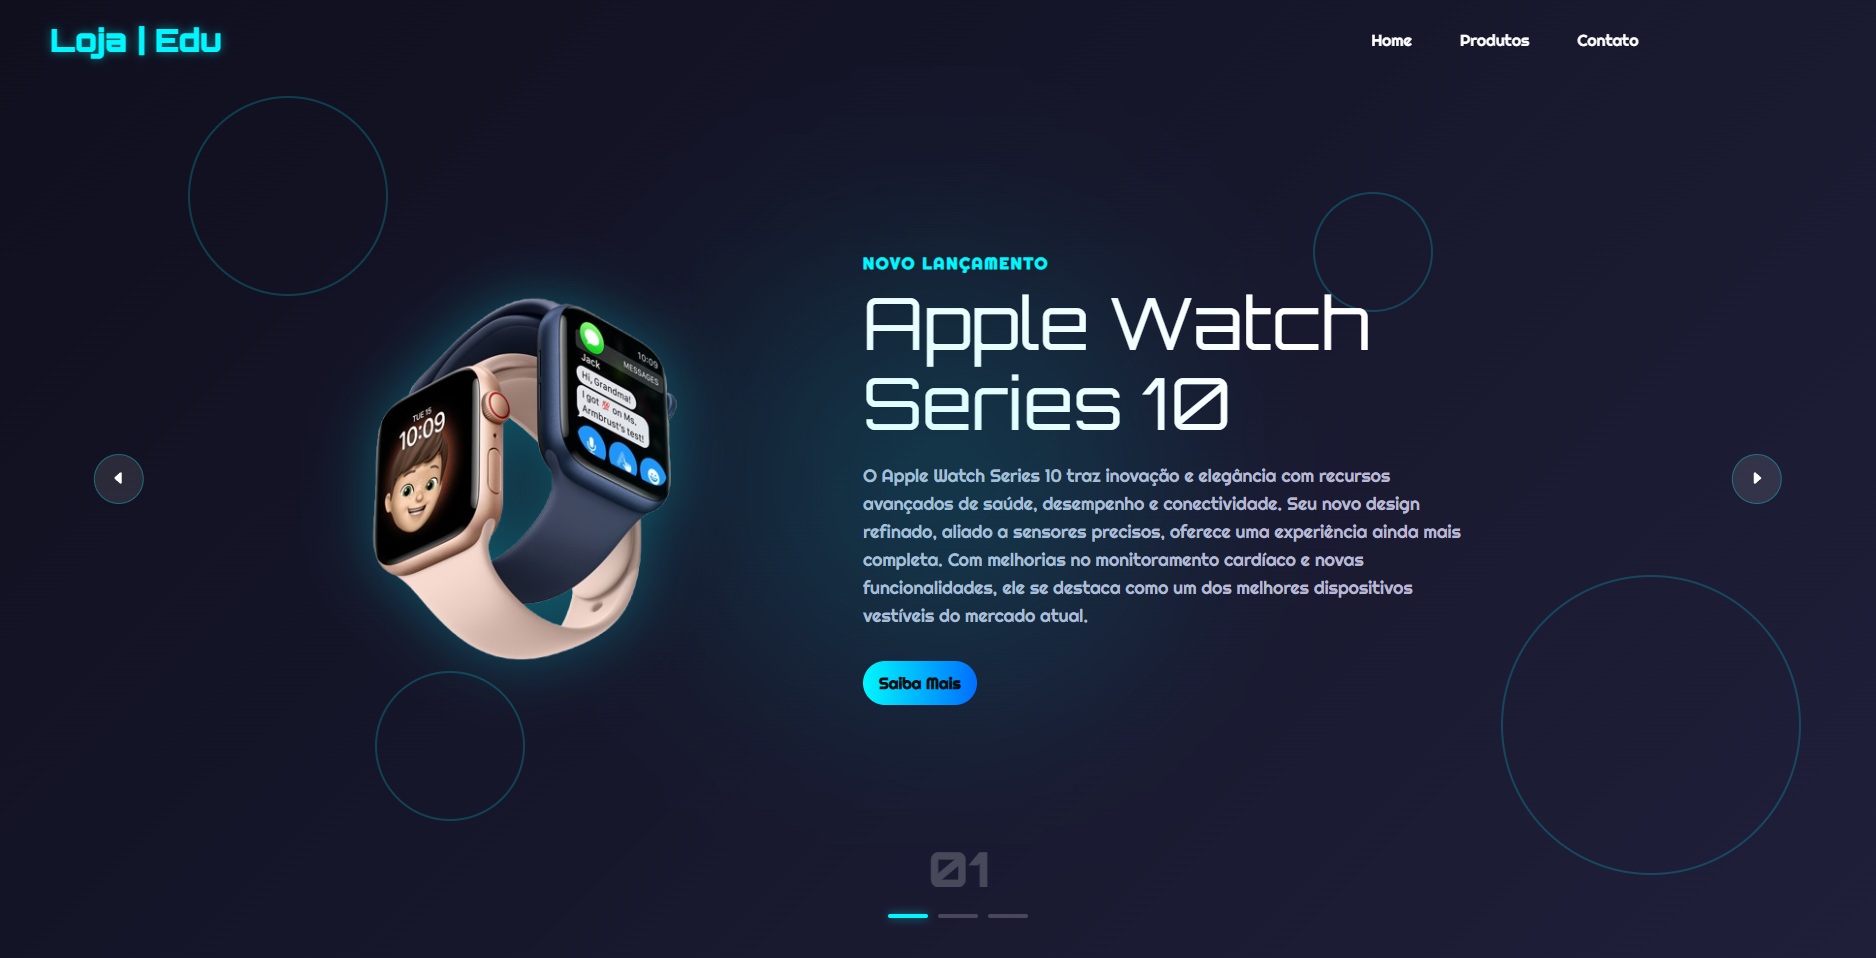 Loja | Edu
Home Produtos Contato
NOVO LANÇAMENTO
Apple Watch
Series 10
O Apple Watch Series 10 traz inovação e elegância com recursos
avançados de saúde, desempenho e conectividade. Seu novo design
refinado, aliado a sensores precisos, oferece uma experiência ainda mais
completa. Com melhorias no monitoramento cardíaco e novas
funcionalidades, ele se destaca como um dos melhores dispositivos
vestíveis do mercado atual.
Saiba Mais
10:09
Jack MESSAGES
Hi, Grandma!
I got 💯 on Ms.
Armbrust's test!
TUE 15
10:09
01